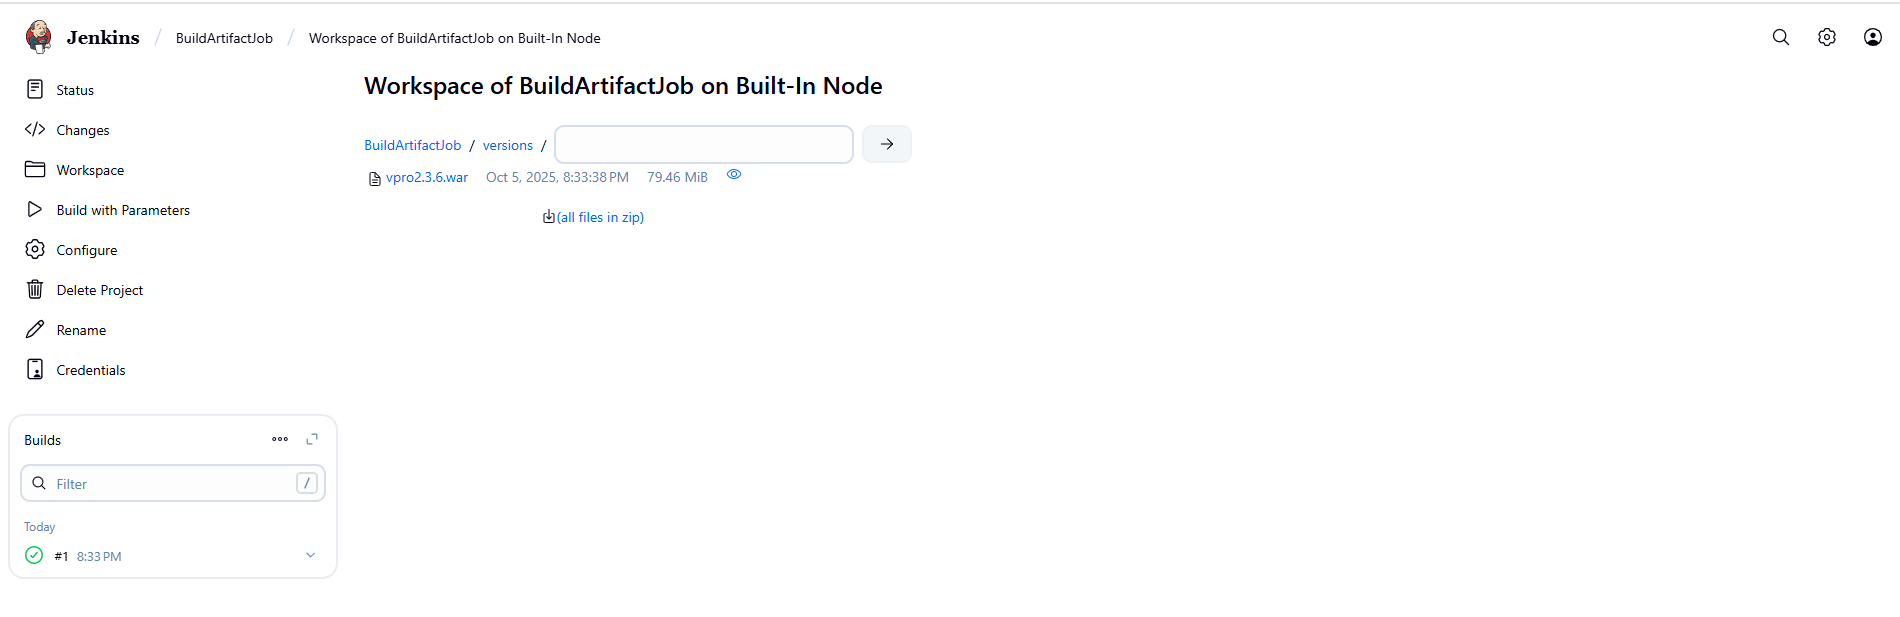 Jenkins / BuildArtifactJob / Workspace of BuildArtifactJob on Built-In Node
Status
Changes
Workspace
Build with Parameters
Configure
Delete Project
Rename
Credentials
Builds
Filter /
Today
#1 8:33 PM
Workspace of BuildArtifactJob on Built-In Node
BuildArtifactJob / versions /
vpro2.3.6.war Oct 5, 2025, 8:33:38 PM 79.46 MiB
(all files in zip)